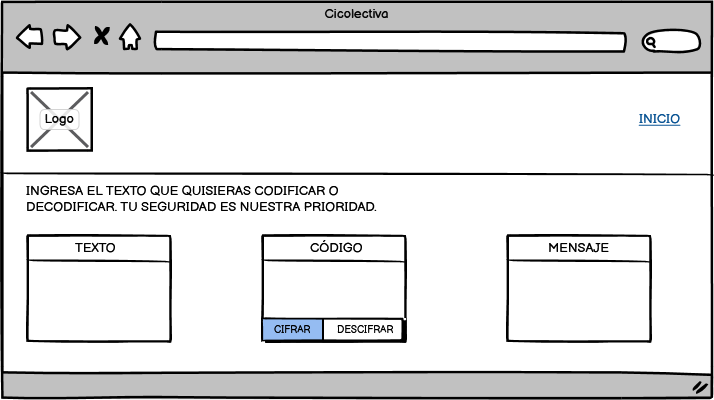 Cicolectiva
Logo
INICIO
INGRESA EL TEXTO QUE QUISIERAS CODIFICAR O
DECODIFICAR. TU SEGURIDAD ES NUESTRA PRIORIDAD.
TEXTO
CÓDIGO
MENSAJE
CIFRAR
DESCIFRAR